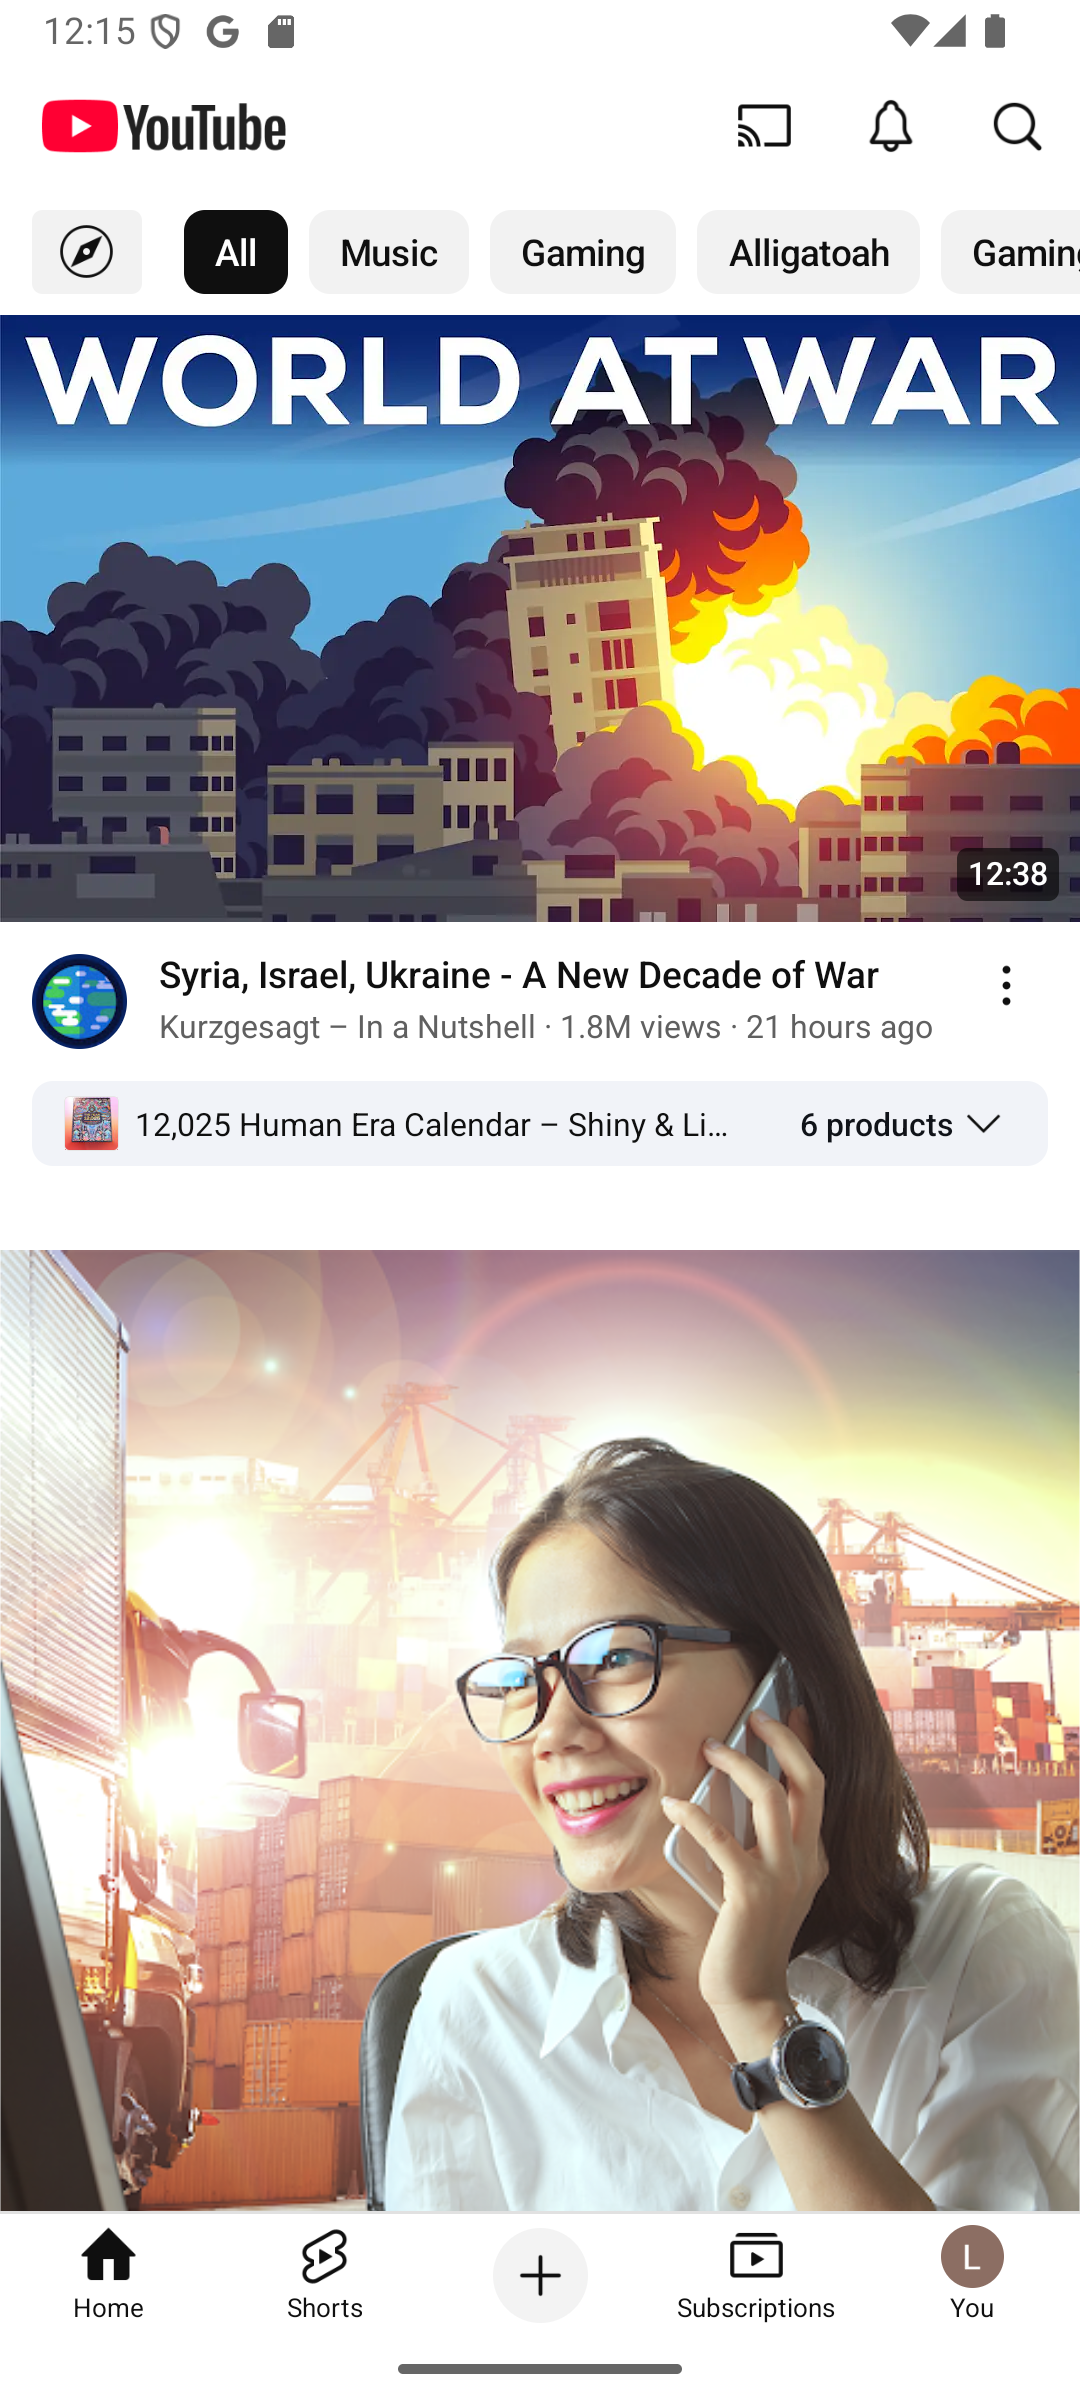 12:15
YouTube
All Music Gaming Alligatoah Gaming
WORLD AT WAR
12:38
Syria, Israel, Ukraine - A New Decade of War
Kurzgesagt – In a Nutshell · 1.8M views · 21 hours ago
12,025 Human Era Calendar – Shiny & Li... 6 products
Home Shorts Subscriptions L You